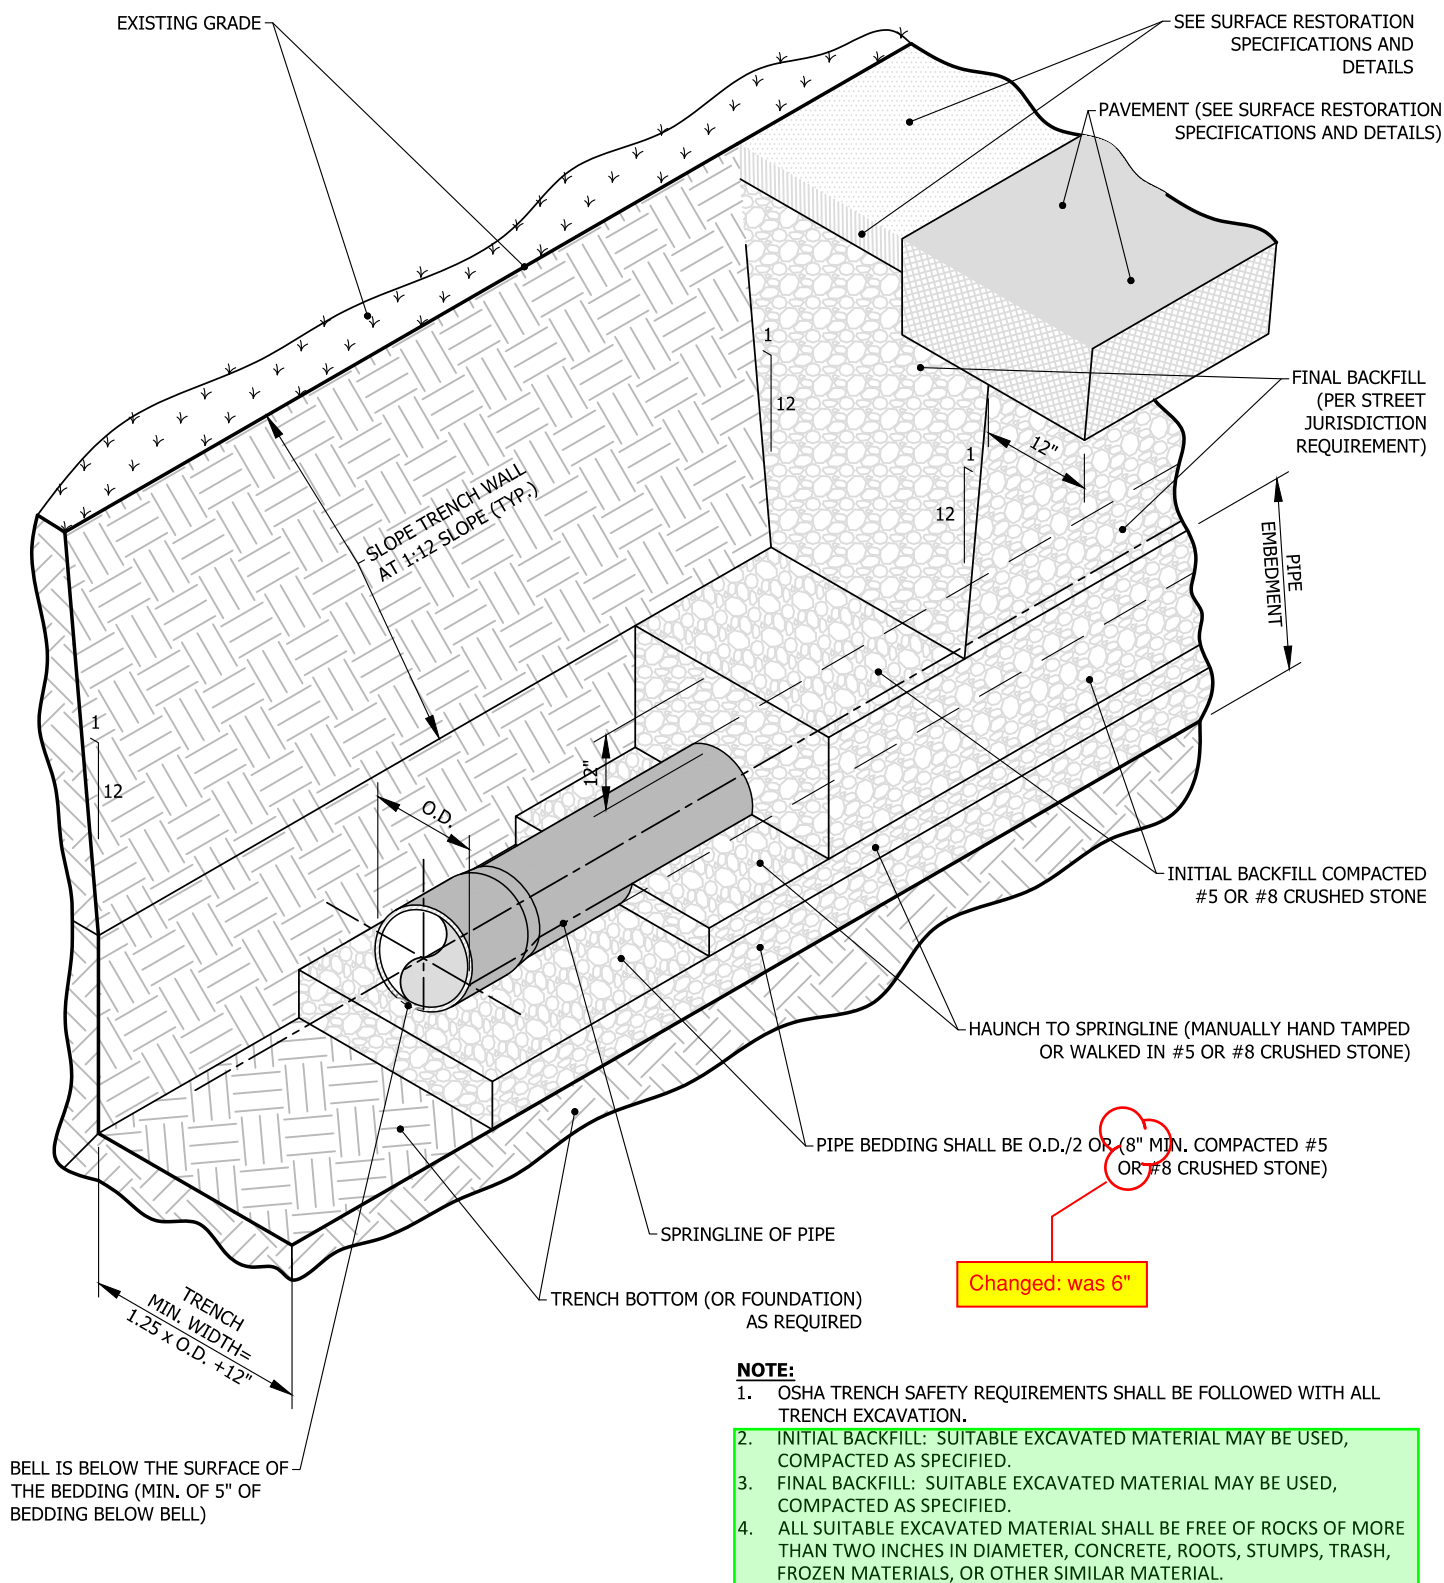 EXISTING GRADE
SEE SURFACE RESTORATION
SPECIFICATIONS AND
DETAILS
PAVEMENT (SEE SURFACE RESTORATION
SPECIFICATIONS AND DETAILS)
1
12
FINAL BACKFILL
(PER STREET
JURISDICTION
REQUIREMENT)
12"
1
12
SLOPE TRENCH WALL
AT 1:12 SLOPE (TYP.)
PIPE
EMBEDMENT
1
12
12"
O.D.
INITIAL BACKFILL COMPACTED
#5 OR #8 CRUSHED STONE
HAUNCH TO SPRINGLINE (MANUALLY HAND TAMPED
OR WALKED IN #5 OR #8 CRUSHED STONE)
PIPE BEDDING SHALL BE O.D./2 OR (8" MIN. COMPACTED #5
OR #8 CRUSHED STONE)
SPRINGLINE OF PIPE
Changed: was 6"
TRENCH BOTTOM (OR FOUNDATION)
AS REQUIRED
TRENCH
MIN. WIDTH=
1.25 x O.D. +12"
BELL IS BELOW THE SURFACE OF
THE BEDDING (MIN. OF 5" OF
BEDDING BELOW BELL)
NOTE:
1. OSHA TRENCH SAFETY REQUIREMENTS SHALL BE FOLLOWED WITH ALL
TRENCH EXCAVATION.
2. INITIAL BACKFILL: SUITABLE EXCAVATED MATERIAL MAY BE USED,
COMPACTED AS SPECIFIED.
3. FINAL BACKFILL: SUITABLE EXCAVATED MATERIAL MAY BE USED,
COMPACTED AS SPECIFIED.
4. ALL SUITABLE EXCAVATED MATERIAL SHALL BE FREE OF ROCKS OF MORE
THAN TWO INCHES IN DIAMETER, CONCRETE, ROOTS, STUMPS, TRASH,
FROZEN MATERIALS, OR OTHER SIMILAR MATERIAL.